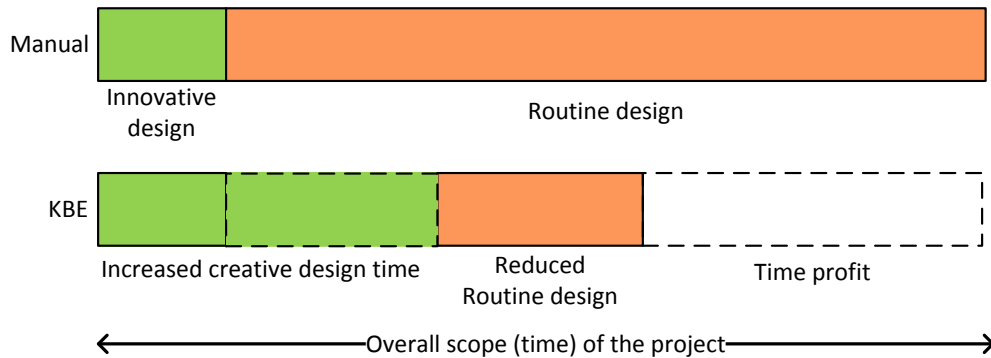 Manual
Innovative
design
Routine design
KBE
Increased creative design time
Reduced
Routine design
Time profit
Overall scope (time) of the project